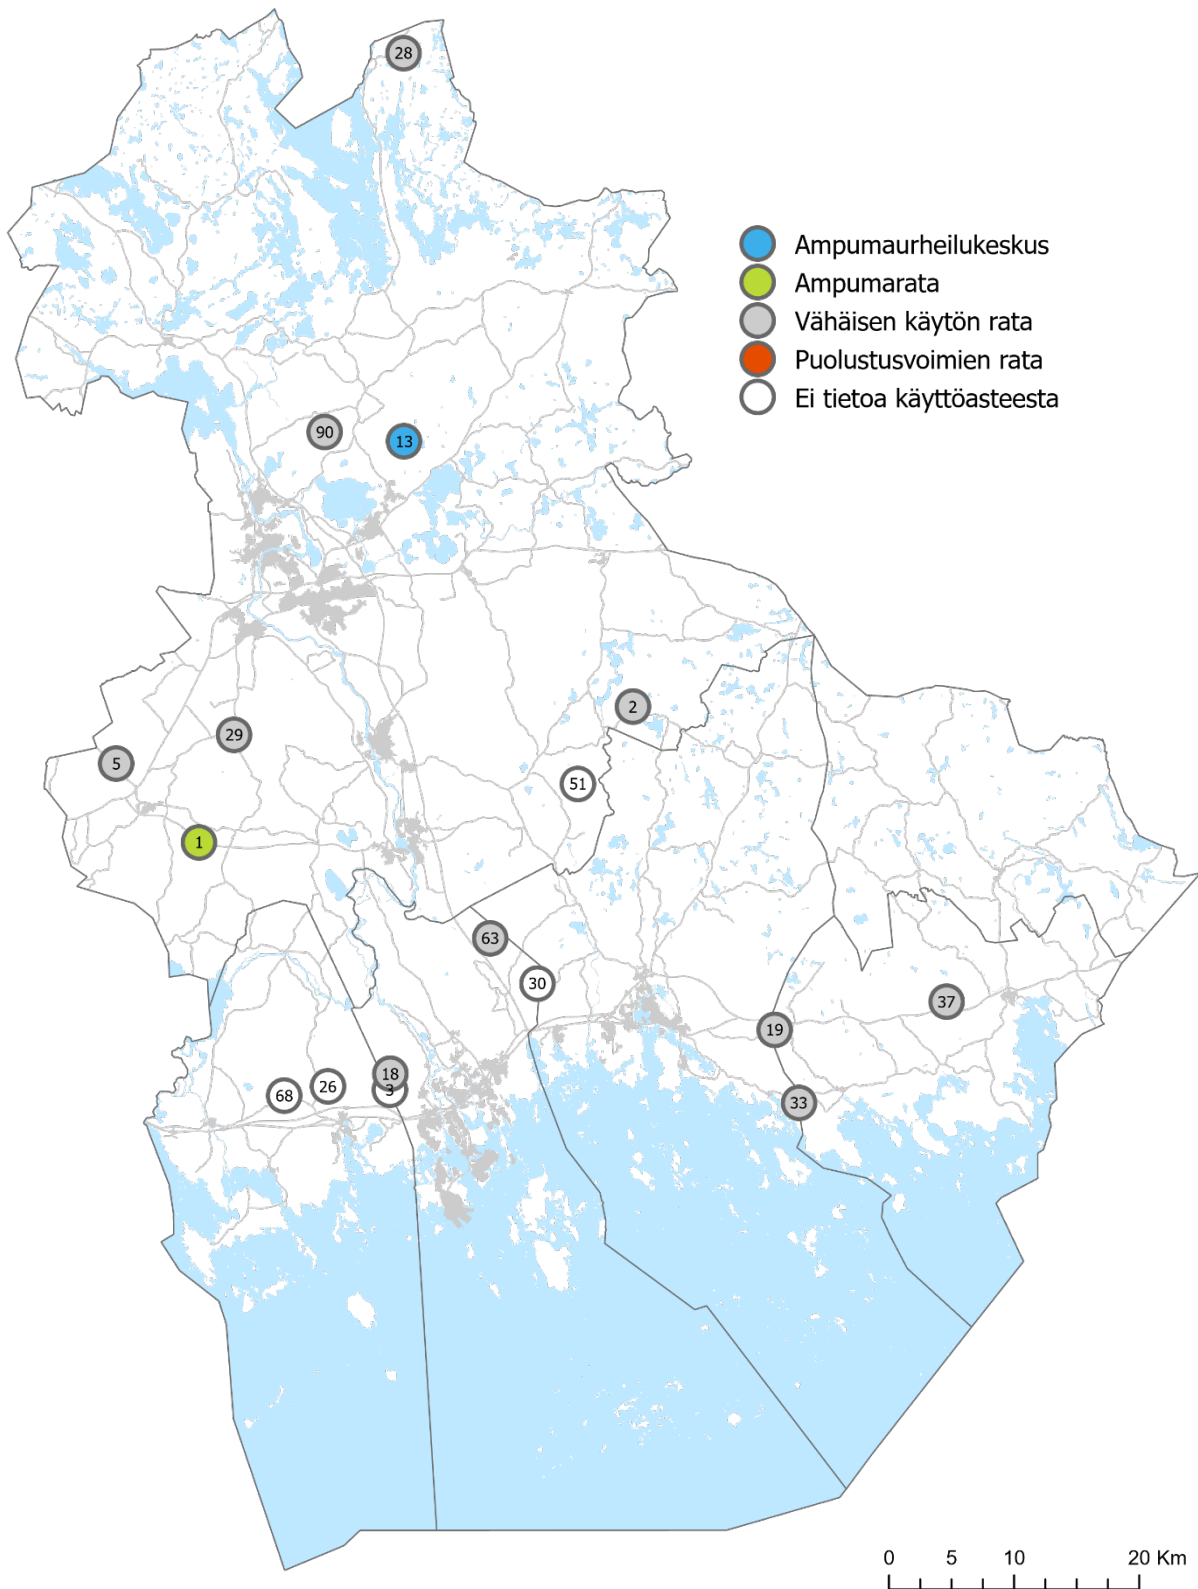 28
Ampumaurheilukeskus
Ampumarata
Vähäisen käytön rata
Puolustusvoimien rata
Ei tietoa käyttöasteesta
90
13
2
29
5
51
1
63
30
37
19
18
3
26
68
33
0 5 10 20 Km